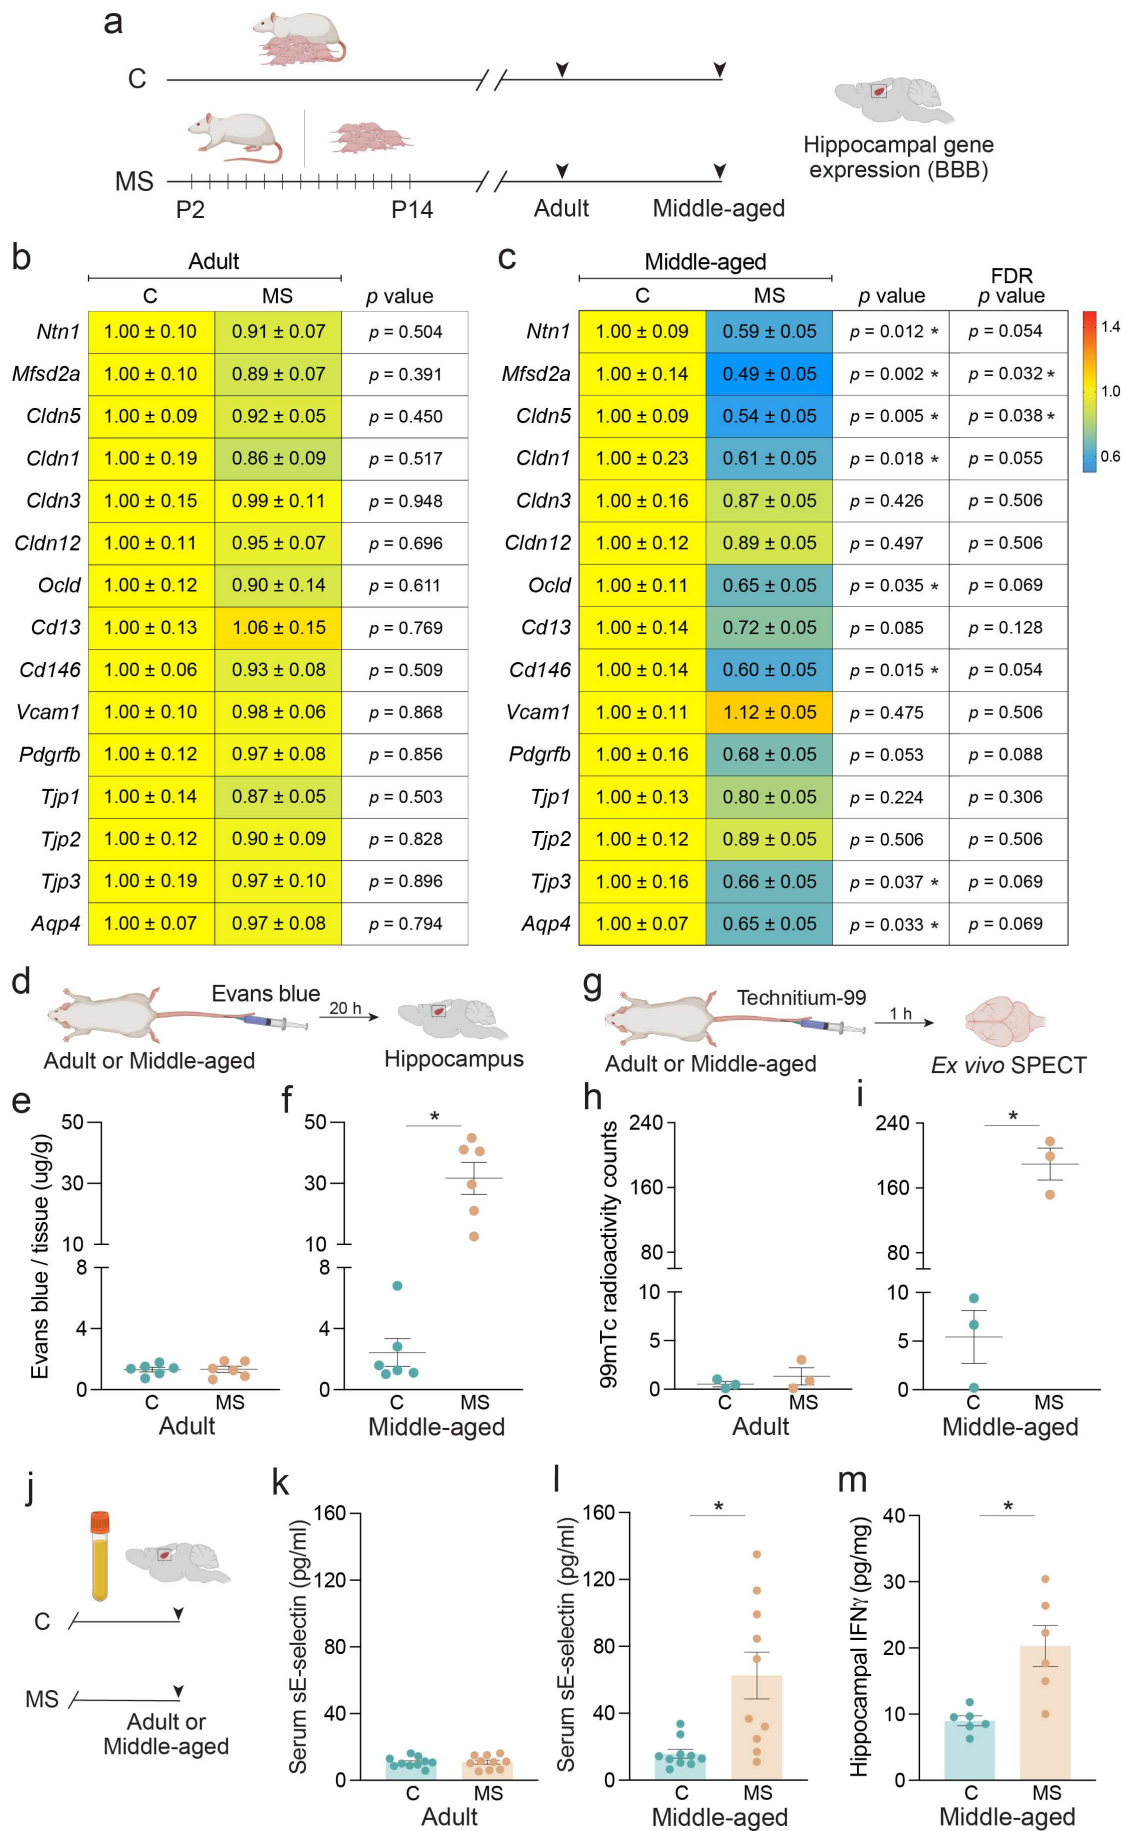 a
C
MS
P2
P14
Adult
Middle-aged
Hippocampal gene
expression (BBB)
b
Adult
C MS p value
Ntn1 1.00 ± 0.10 0.91 ± 0.07 p = 0.504
Mfsd2a 1.00 ± 0.10 0.89 ± 0.07 p = 0.391
Cldn5 1.00 ± 0.09 0.92 ± 0.05 p = 0.450
Cldn1 1.00 ± 0.19 0.86 ± 0.09 p = 0.517
Cldn3 1.00 ± 0.15 0.99 ± 0.11 p = 0.948
Cldn12 1.00 ± 0.11 0.95 ± 0.07 p = 0.696
Ocld 1.00 ± 0.12 0.90 ± 0.14 p = 0.611
Cd13 1.00 ± 0.13 1.06 ± 0.15 p = 0.769
Cd146 1.00 ± 0.06 0.93 ± 0.08 p = 0.509
Vcam1 1.00 ± 0.10 0.98 ± 0.06 p = 0.868
Pdgrfb 1.00 ± 0.12 0.97 ± 0.08 p = 0.856
Tjp1 1.00 ± 0.14 0.87 ± 0.05 p = 0.503
Tjp2 1.00 ± 0.12 0.90 ± 0.09 p = 0.828
Tjp3 1.00 ± 0.19 0.97 ± 0.10 p = 0.896
Aqp4 1.00 ± 0.07 0.97 ± 0.08 p = 0.794
c
Middle-aged
FDR
C MS p value p value
Ntn1 1.00 ± 0.09 0.59 ± 0.05 p = 0.012 * p = 0.054
Mfsd2a 1.00 ± 0.14 0.49 ± 0.05 p = 0.002 * p = 0.032 *
Cldn5 1.00 ± 0.09 0.54 ± 0.05 p = 0.005 * p = 0.038 *
Cldn1 1.00 ± 0.23 0.61 ± 0.05 p = 0.018 * p = 0.055
Cldn3 1.00 ± 0.16 0.87 ± 0.05 p = 0.426 p = 0.506
Cldn12 1.00 ± 0.12 0.89 ± 0.05 p = 0.497 p = 0.506
Ocld 1.00 ± 0.11 0.65 ± 0.05 p = 0.035 * p = 0.069
Cd13 1.00 ± 0.14 0.72 ± 0.05 p = 0.085 p = 0.128
Cd146 1.00 ± 0.14 0.60 ± 0.05 p = 0.015 * p = 0.054
Vcam1 1.00 ± 0.11 1.12 ± 0.05 p = 0.475 p = 0.506
Pdgrfb 1.00 ± 0.16 0.68 ± 0.05 p = 0.053 p = 0.088
Tjp1 1.00 ± 0.13 0.80 ± 0.05 p = 0.224 p = 0.306
Tjp2 1.00 ± 0.12 0.89 ± 0.05 p = 0.506 p = 0.506
Tjp3 1.00 ± 0.16 0.66 ± 0.05 p = 0.037 * p = 0.069
Aqp4 1.00 ± 0.07 0.65 ± 0.05 p = 0.033 * p = 0.069
1.4
1.0
0.6
d
Evans blue
20 h
Adult or Middle-aged
Hippocampus
g
Technitium-99
1 h
Adult or Middle-aged
Ex vivo SPECT
e
Evans blue / tissue (ug/g)
50
30
10
8
4
0
C MS
Adult
f
*
50
30
10
8
4
0
C MS
Middle-aged
h
99mTc radioactivity counts
240
160
80
10
5
0
C MS
Adult
i
*
240
160
80
10
5
0
C MS
Middle-aged
j
C
MS
Adult or
Middle-aged
k
Serum sE-selectin (pg/ml)
160
120
80
40
0
C MS
Adult
l
*
Serum sE-selectin (pg/ml)
160
120
80
40
0
C MS
Middle-aged
m
*
Hippocampal IFNγ (pg/mg)
40
30
20
10
0
C MS
Middle-aged